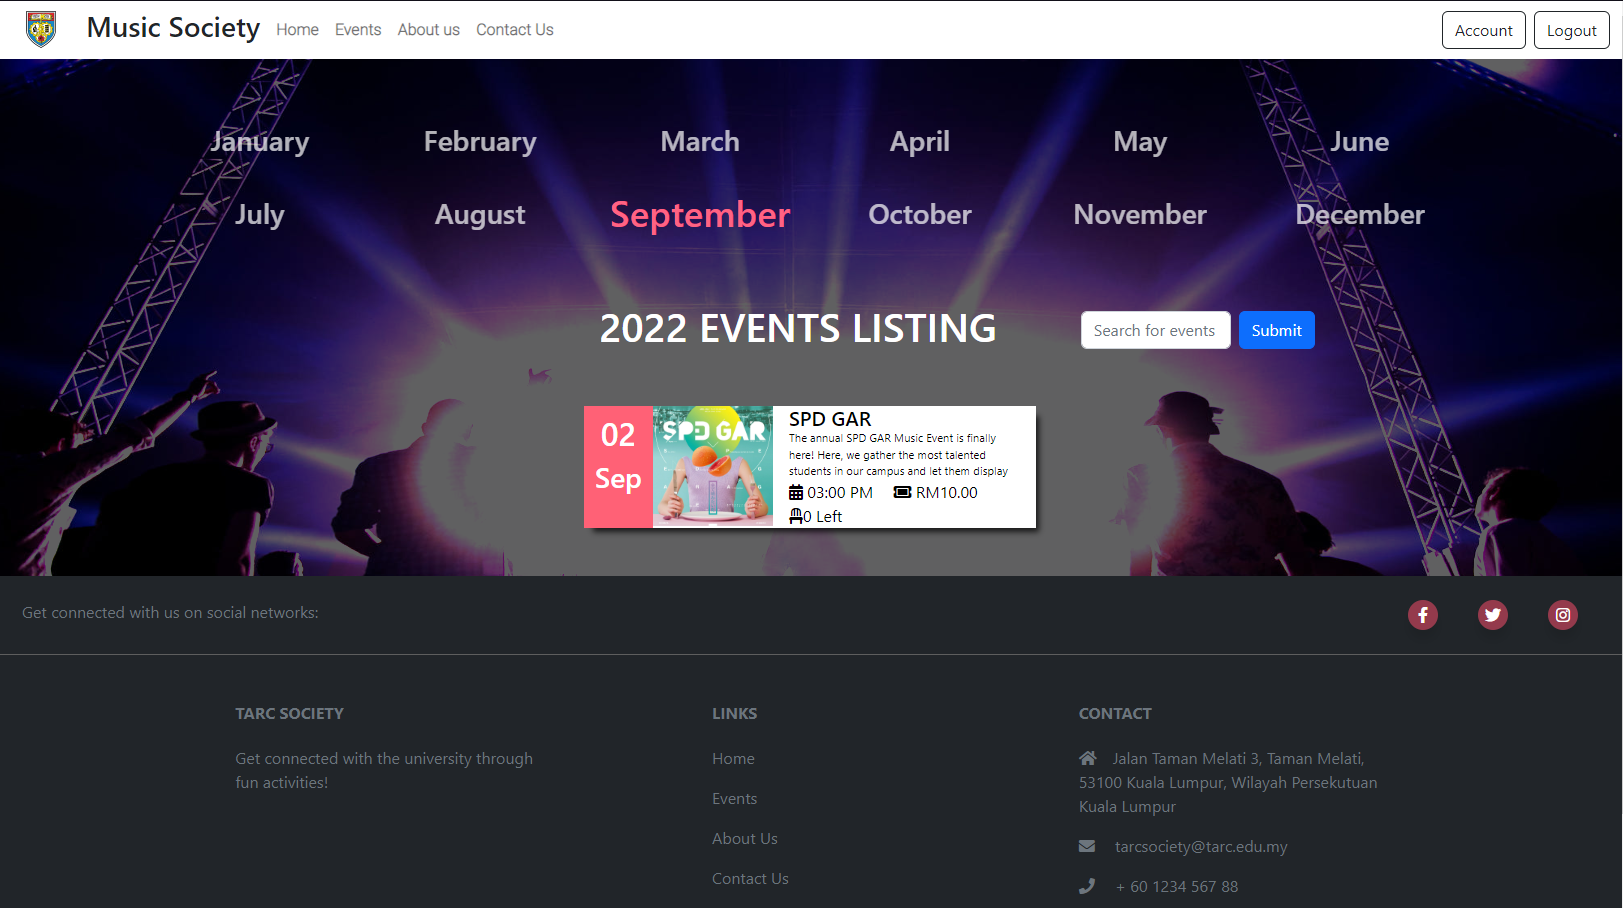 Music Society Home Events About us Contact Us Account Logout
January February March April May June
July August September October November December
2022 EVENTS LISTING Search for events Submit
02
Sep
SPD GAR
SPD GAR
The annual SPD GAR Music Event is finally
here! Here, we gather the most talented
students in our campus and let them display
03:00 PM RM10.00
0 Left
Get connected with us on social networks:
TARC SOCIETY
Get connected with the university through
fun activities!
LINKS
Home
Events
About Us
Contact Us
CONTACT
Jalan Taman Melati 3, Taman Melati,
53100 Kuala Lumpur, Wilayah Persekutuan
Kuala Lumpur
tarcsociety@tarc.edu.my
+ 60 1234 567 88